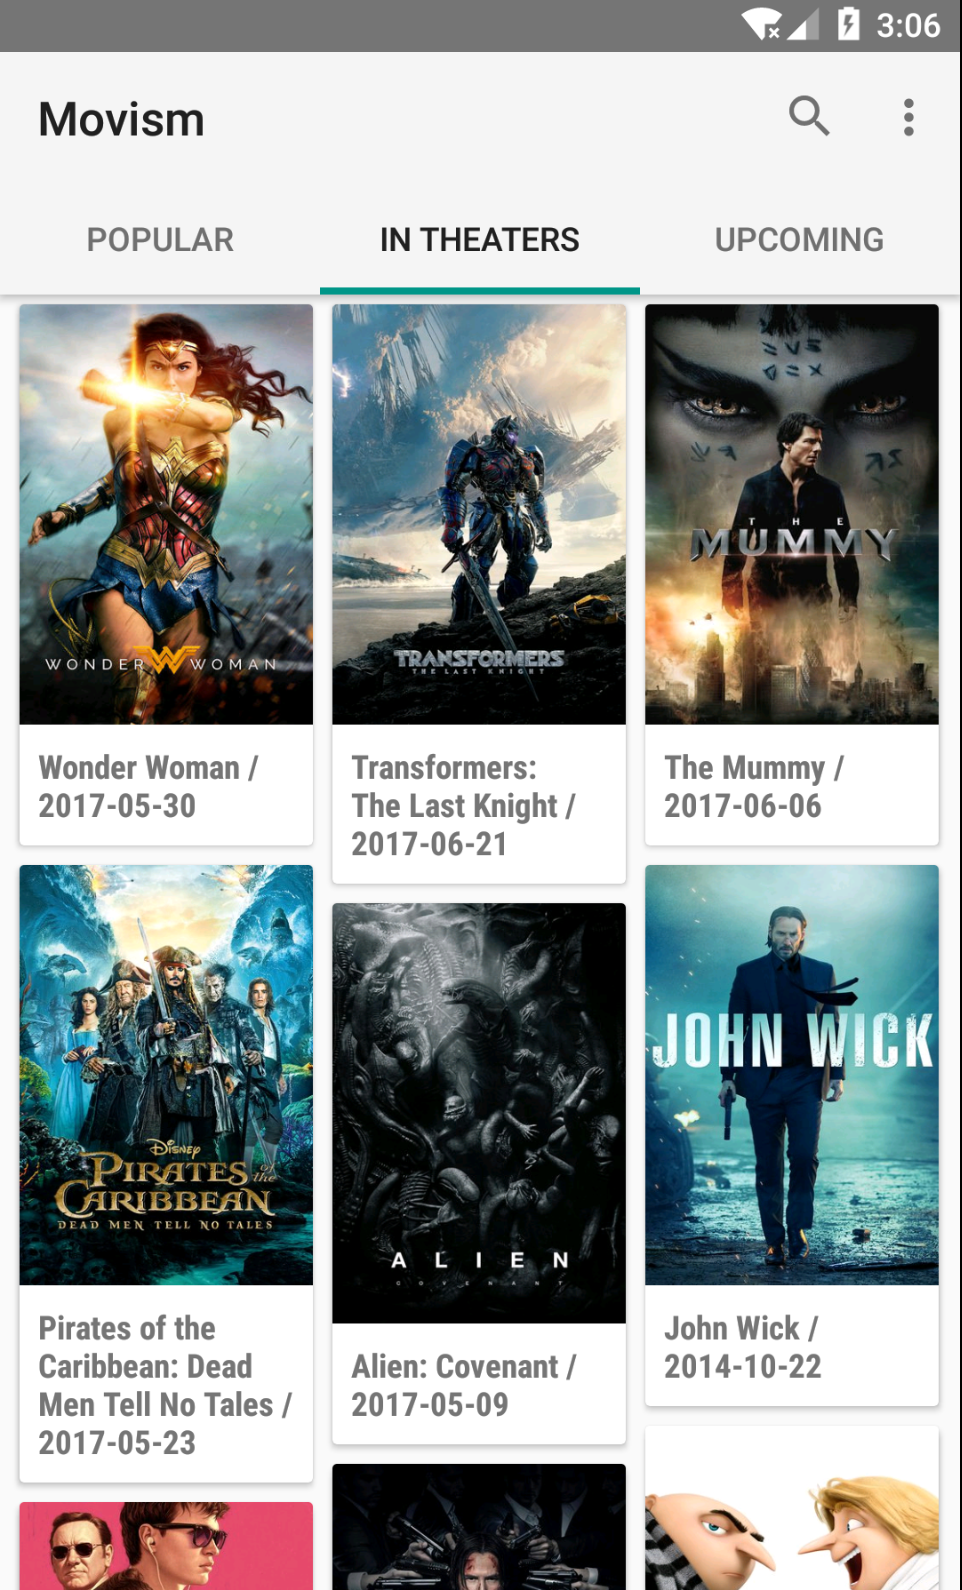 3:06
Movism
POPULAR
IN THEATERS
UPCOMING
WONDER WOMAN
TRANSFORMERS
THE LAST KNIGHT
THE
MUMMY
Wonder Woman /
2017-05-30
Transformers:
The Last Knight /
2017-06-21
The Mummy /
2017-06-06
Disney
PIRATES of the
CARIBBEAN
DEAD MEN TELL NO TALES
ALIEN
COVENANT
JOHN WICK
Pirates of the
Caribbean: Dead
Men Tell No Tales /
2017-05-23
Alien: Covenant /
2017-05-09
John Wick /
2014-10-22